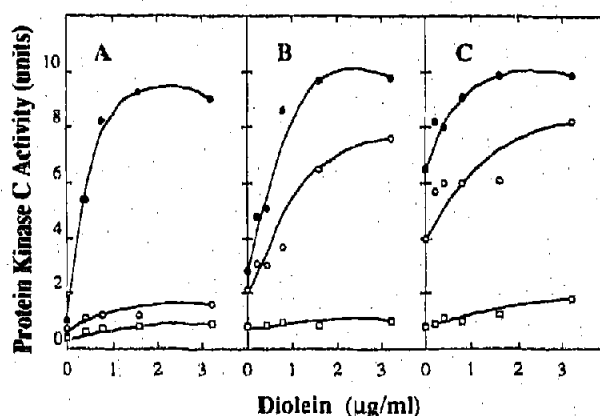 A B C
Protein Kinase C Activity (units)
10
8
6
4
2
0
0 1 2 3 0 1 2 3 0 1 2 3
Diolein (µg/ml)